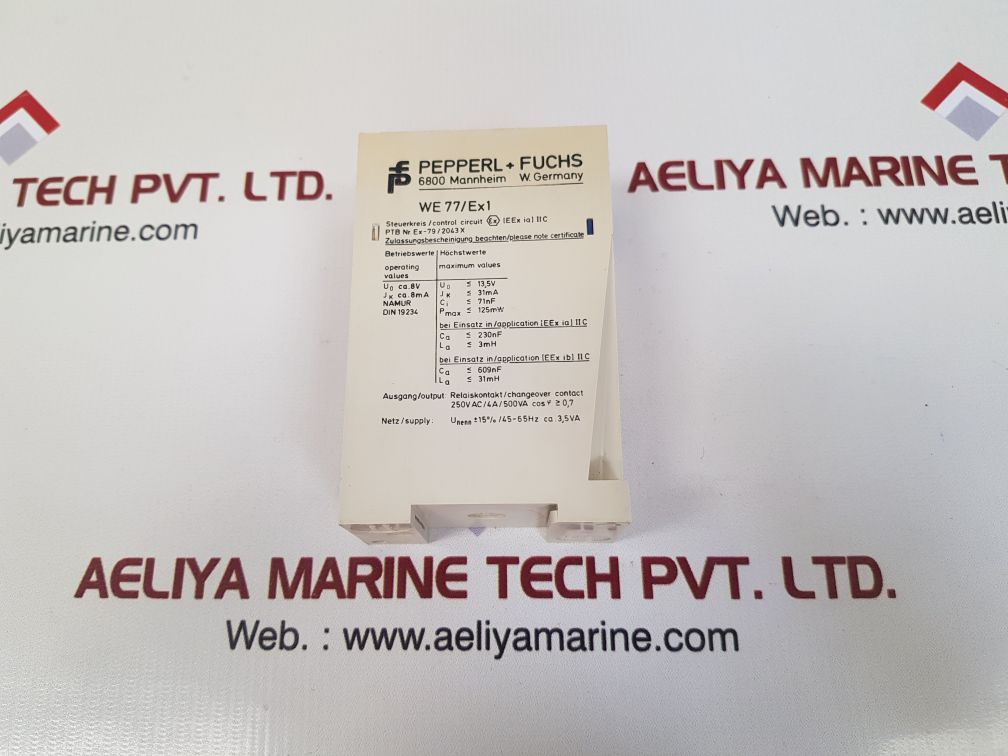 TECH PVT. LTD.
eliyamarine.com
AELIYA MARINE TECH
Web. : www.aeli
PEPPERL + FUCHS
6800 Mannheim W. Germany
WE 77/Ex1
Steuerkreis/control circuit Ex [EEx ia] IIC
PTB Nr Ex-79/2043 X
Zulassungsbescheinigung beachten/please note certificate
Betriebswerte Höchstwerte
operating maximum values
values
U₀ ca. 8V U₀ ≤ 13,5V
Jₖ ca. 8mA Jₖ ≤ 31mA
NAMUR Cᵢ ≤ 71nF
DIN 19234 Pmax ≤ 125mW
bei Einsatz in/application [EEx ia] IIC
Cₐ ≤ 230nF
Lₐ ≤ 3mH
bei Einsatz in/application [EEx ib] IIC
Cₐ ≤ 609nF
Lₐ ≤ 31mH
Ausgang/output: Relaiskontakt/changeover contact
250VAC/4A/500VA cos φ ≥ 0,7
Netz/supply: Unenn ±15%/45-65Hz ca. 3,5VA
AELIYA MARINE TECH PVT. LTD.
Web. : www.aeliyamarine.com